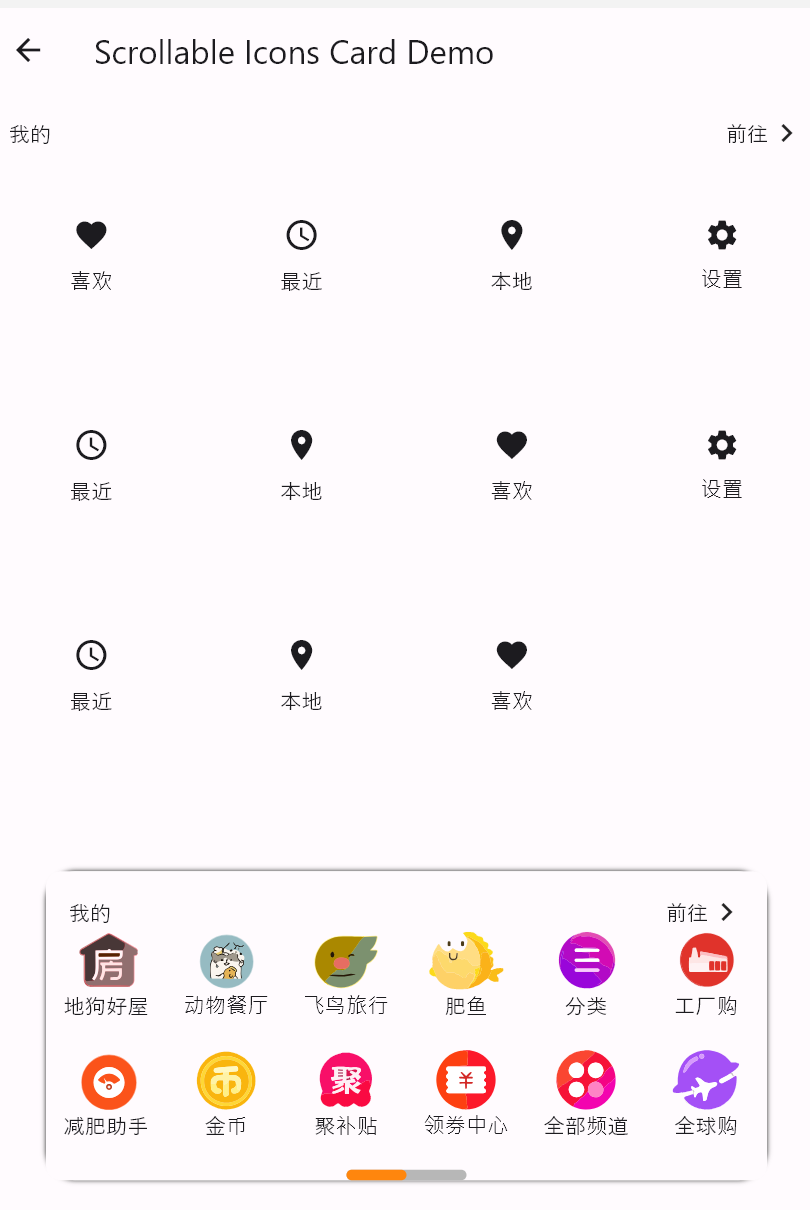 Scrollable Icons Card Demo
我的 前往
喜欢 最近 本地 设置
最近 本地 喜欢 设置
最近 本地 喜欢
我的 前往
房 三
地狗好屋 动物餐厅 飞鸟旅行 肥鱼 分类 工厂购
币 聚 ¥
减肥助手 金币 聚补贴 领券中心 全部频道 全球购